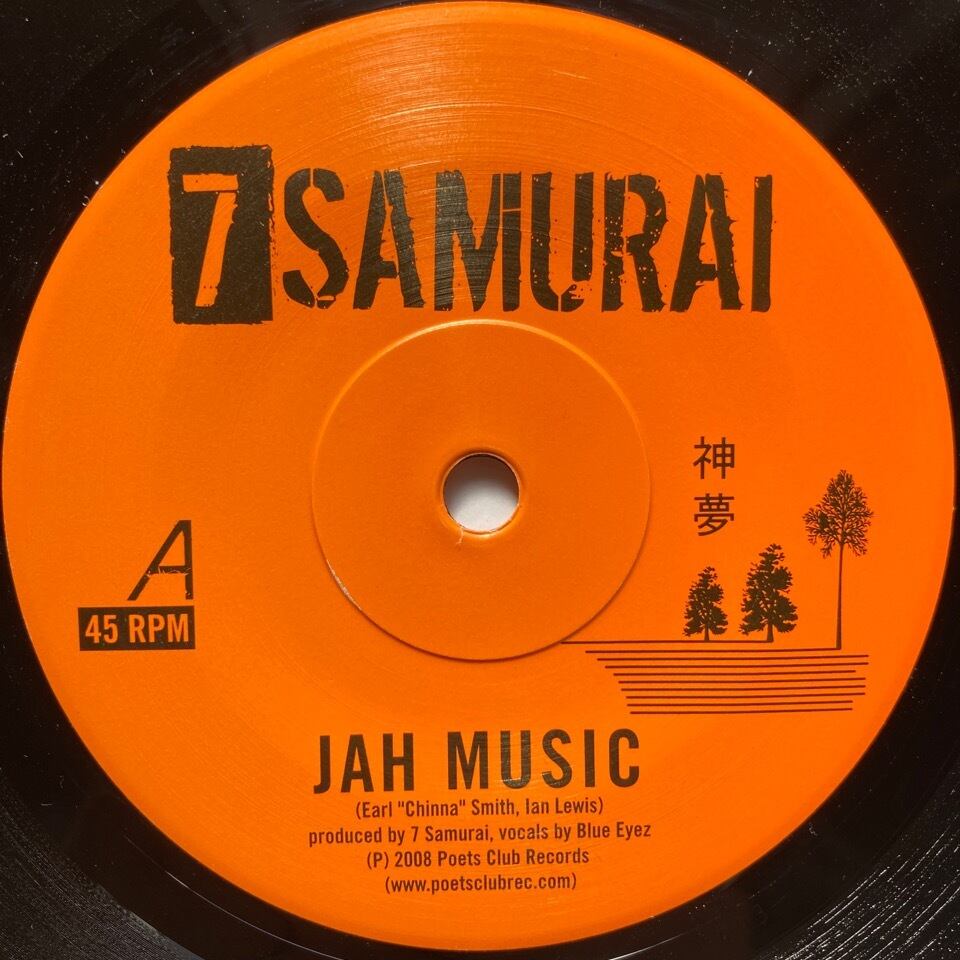 7 SAMURAI
神
夢
A
45 RPM
JAH MUSIC
(Earl "Chinna" Smith, Ian Lewis)
produced by 7 Samurai, vocals by Blue Eyez
(P) 2008 Poets Club Records
(www.poetsclubrec.com)